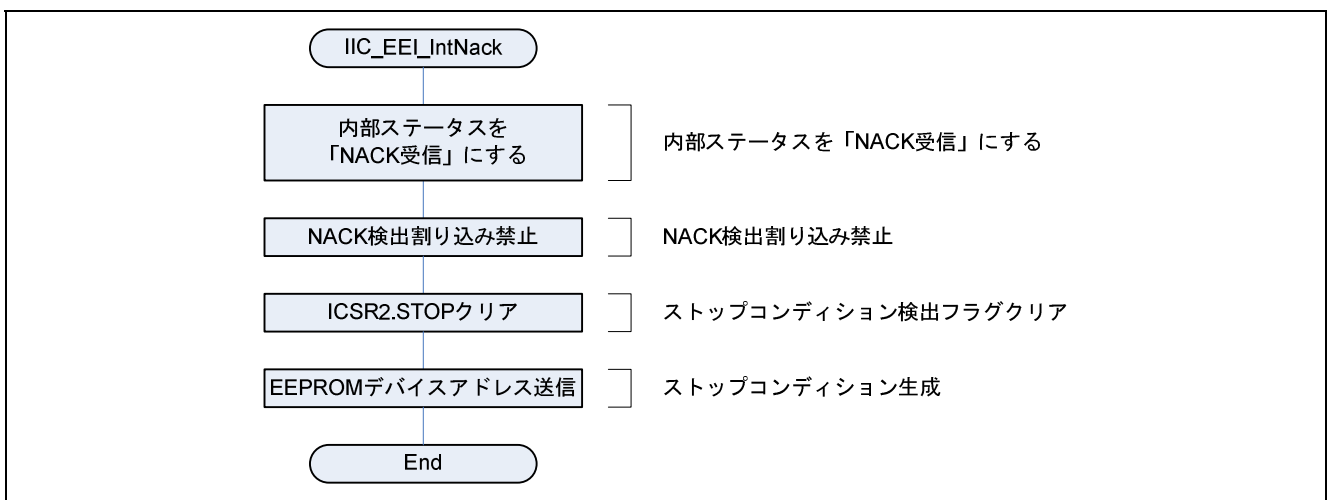 IIC_EEI_IntNack
内部ステータスを
「NACK受信」にする
内部ステータスを「NACK受信」にする
NACK検出割り込み禁止
NACK検出割り込み禁止
ICSR2.STOPクリア
ストップコンディション検出フラグクリア
EEPROMデバイスアドレス送信
ストップコンディション生成
End